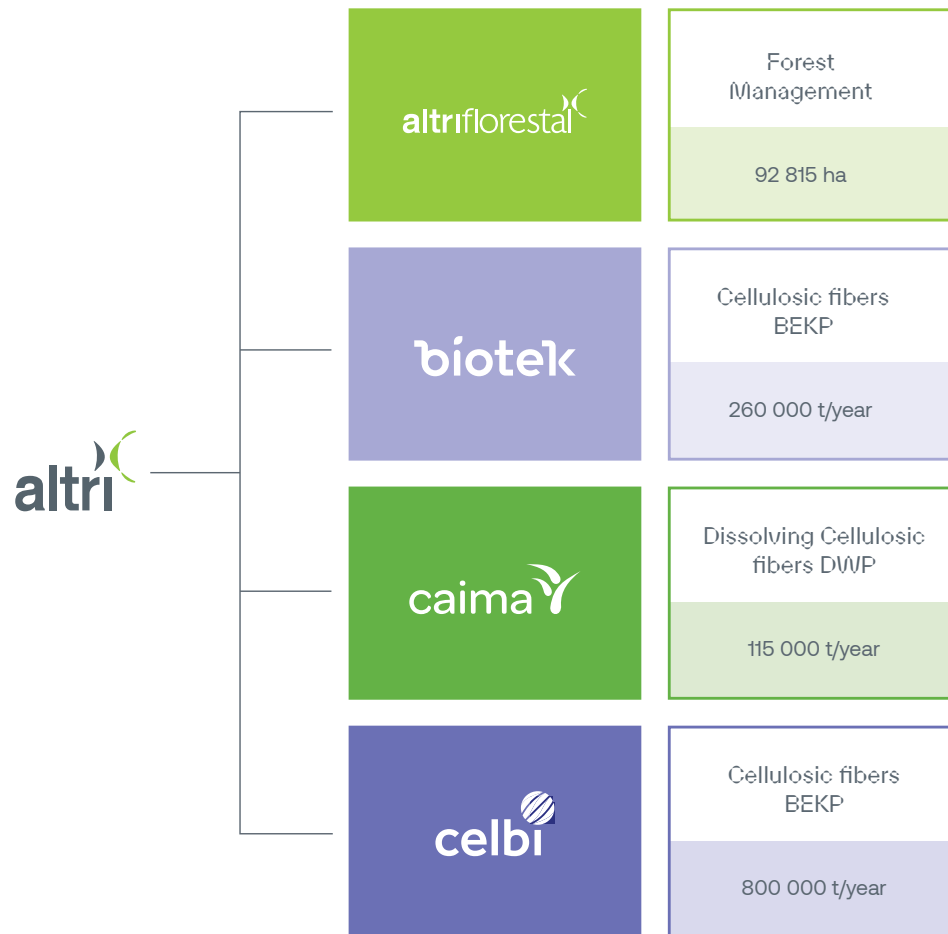 altri
altriflorestal
Forest
Management
92 815 ha
biotek
Cellulosic fibers
BEKP
260 000 t/year
caima
Dissolving Cellulosic
fibers DWP
115 000 t/year
celbi
Cellulosic fibers
BEKP
800 000 t/year